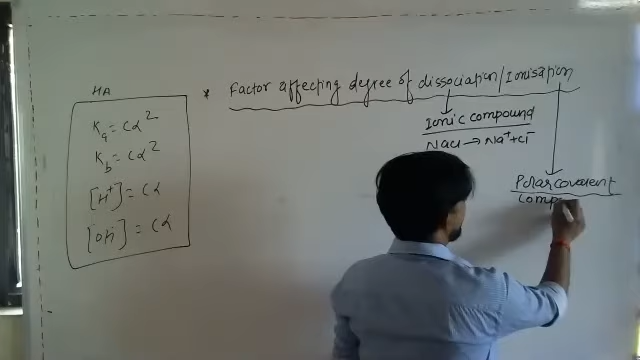 HA
Ka = Cα²
Kb = Cα²
[H⁺] = Cα
[OH⁻] = Cα
* Factor affecting degree of dissociation/Ionisation
Ionic compound
NaCl → Na⁺ + Cl⁻
Polar covalent
Comp